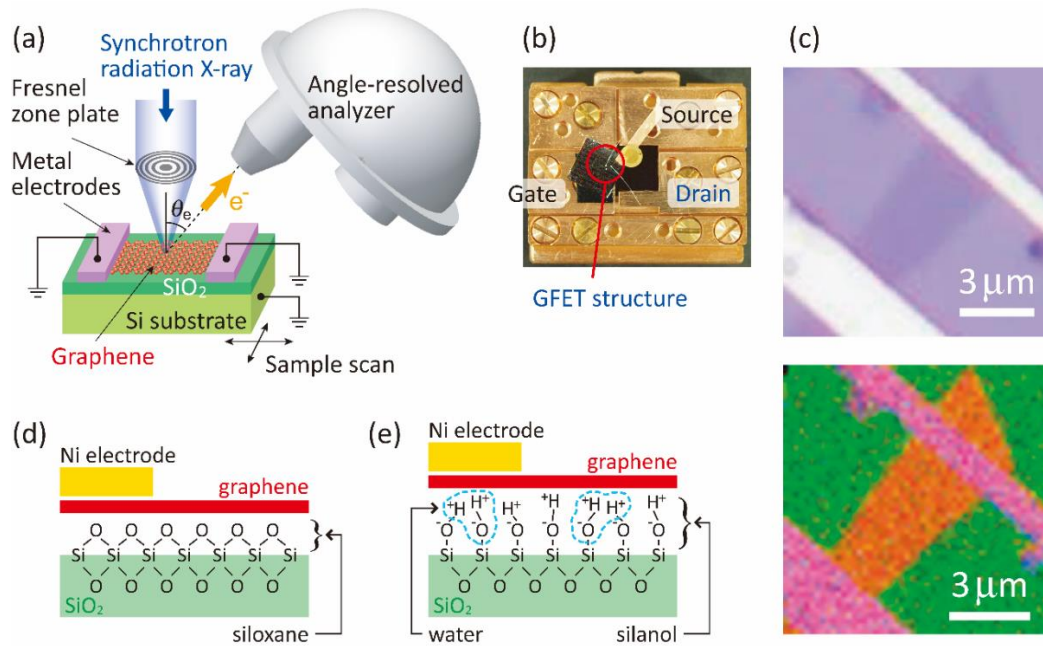 (a)
Synchrotron
radiation X-ray
Fresnel
zone plate
Angle-resolved
analyzer
Metal
electrodes
θe
e-
SiO2
Si substrate
Graphene
Sample scan
(b)
Source
Gate
Drain
GFET structure
(c)
3 μm
3 μm
(d)
Ni electrode
graphene
O O O O O O
Si Si Si Si Si Si Si
O O O O O O
SiO2
siloxane
(e)
Ni electrode
graphene
+H H+ H+ +H +H H+ H+
-O -O -O -O -O -O
Si Si Si Si Si Si
O O O O O O
SiO2
water
silanol